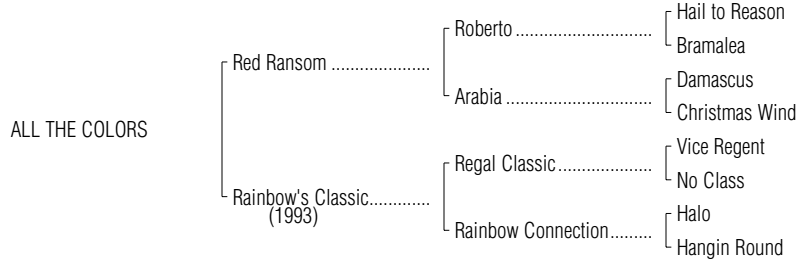 Hail to Reason
Roberto ..............................
Bramalea
Red Ransom .....................
Damascus
Arabia ................................
Christmas Wind
ALL THE COLORS
Vice Regent
Regal Classic....................
No Class
Rainbow's Classic.............
(1993)
Halo
Rainbow Connection.........
Hangin Round